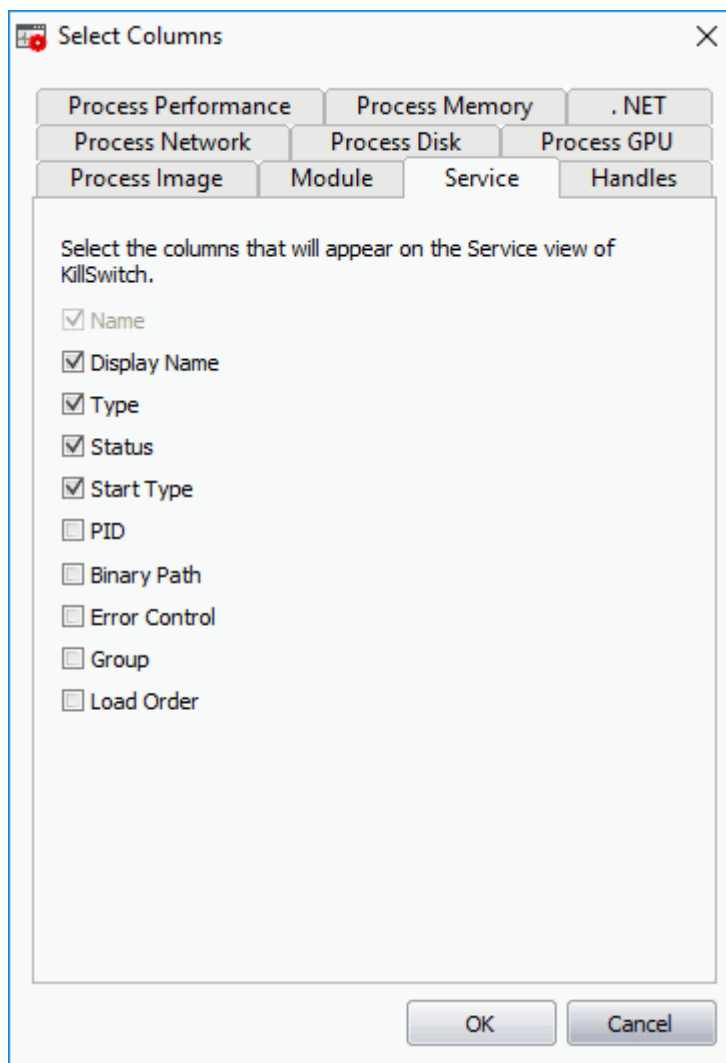 Select Columns
Process Performance Process Memory . NET
Process Network Process Disk Process GPU
Process Image Module Service Handles
Select the columns that will appear on the Service view of
KillSwitch.
Name
Display Name
Type
Status
Start Type
PID
Binary Path
Error Control
Group
Load Order
OK Cancel